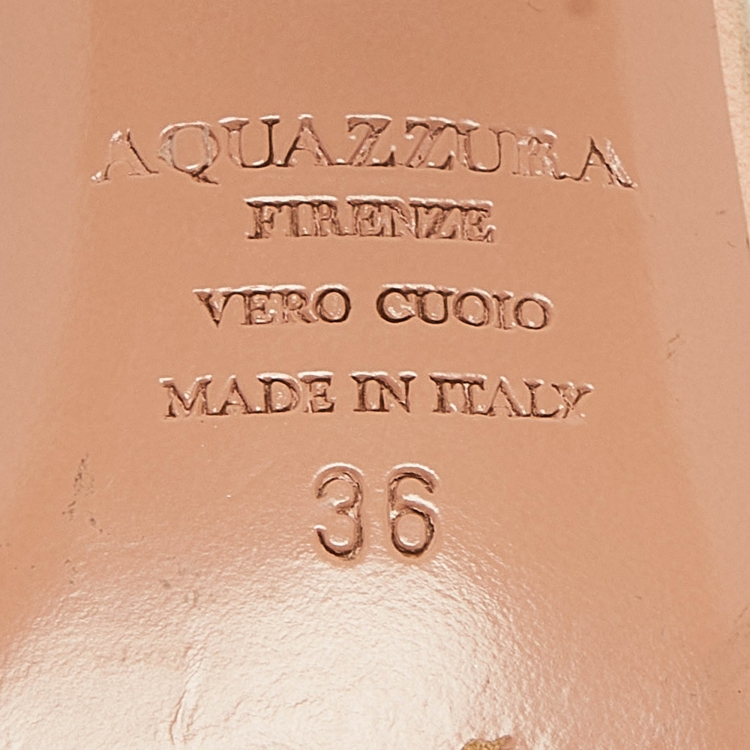 AQUAZZURA
FIRENZE
VERO CUOIO
MADE IN ITALY
36